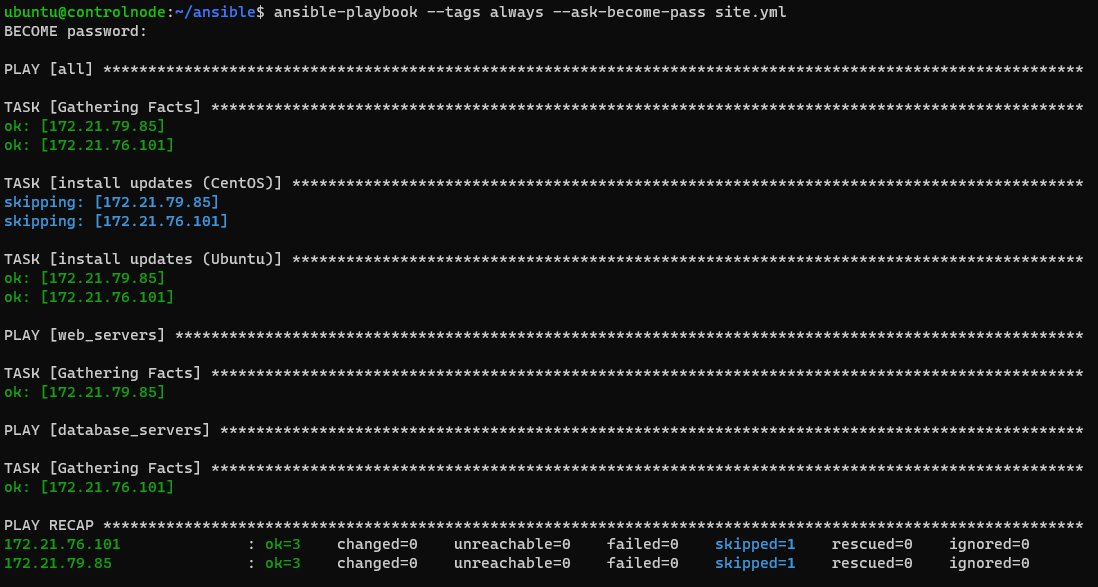 ubuntu@controlnode:~/ansible$ ansible-playbook --tags always --ask-become-pass site.yml
BECOME password:
PLAY [all] *************************************************************************************************************
TASK [Gathering Facts] *************************************************************************************************
ok: [172.21.79.85]
ok: [172.21.76.101]
TASK [install updates (CentOS)] ****************************************************************************************
skipping: [172.21.79.85]
skipping: [172.21.76.101]
TASK [install updates (Ubuntu)] ****************************************************************************************
ok: [172.21.79.85]
ok: [172.21.76.101]
PLAY [web_servers] *****************************************************************************************************
TASK [Gathering Facts] *************************************************************************************************
ok: [172.21.79.85]
PLAY [database_servers] ************************************************************************************************
TASK [Gathering Facts] *************************************************************************************************
ok: [172.21.76.101]
PLAY RECAP *************************************************************************************************************
172.21.76.101              : ok=3    changed=0    unreachable=0    failed=0    skipped=1    rescued=0    ignored=0
172.21.79.85               : ok=3    changed=0    unreachable=0    failed=0    skipped=1    rescued=0    ignored=0